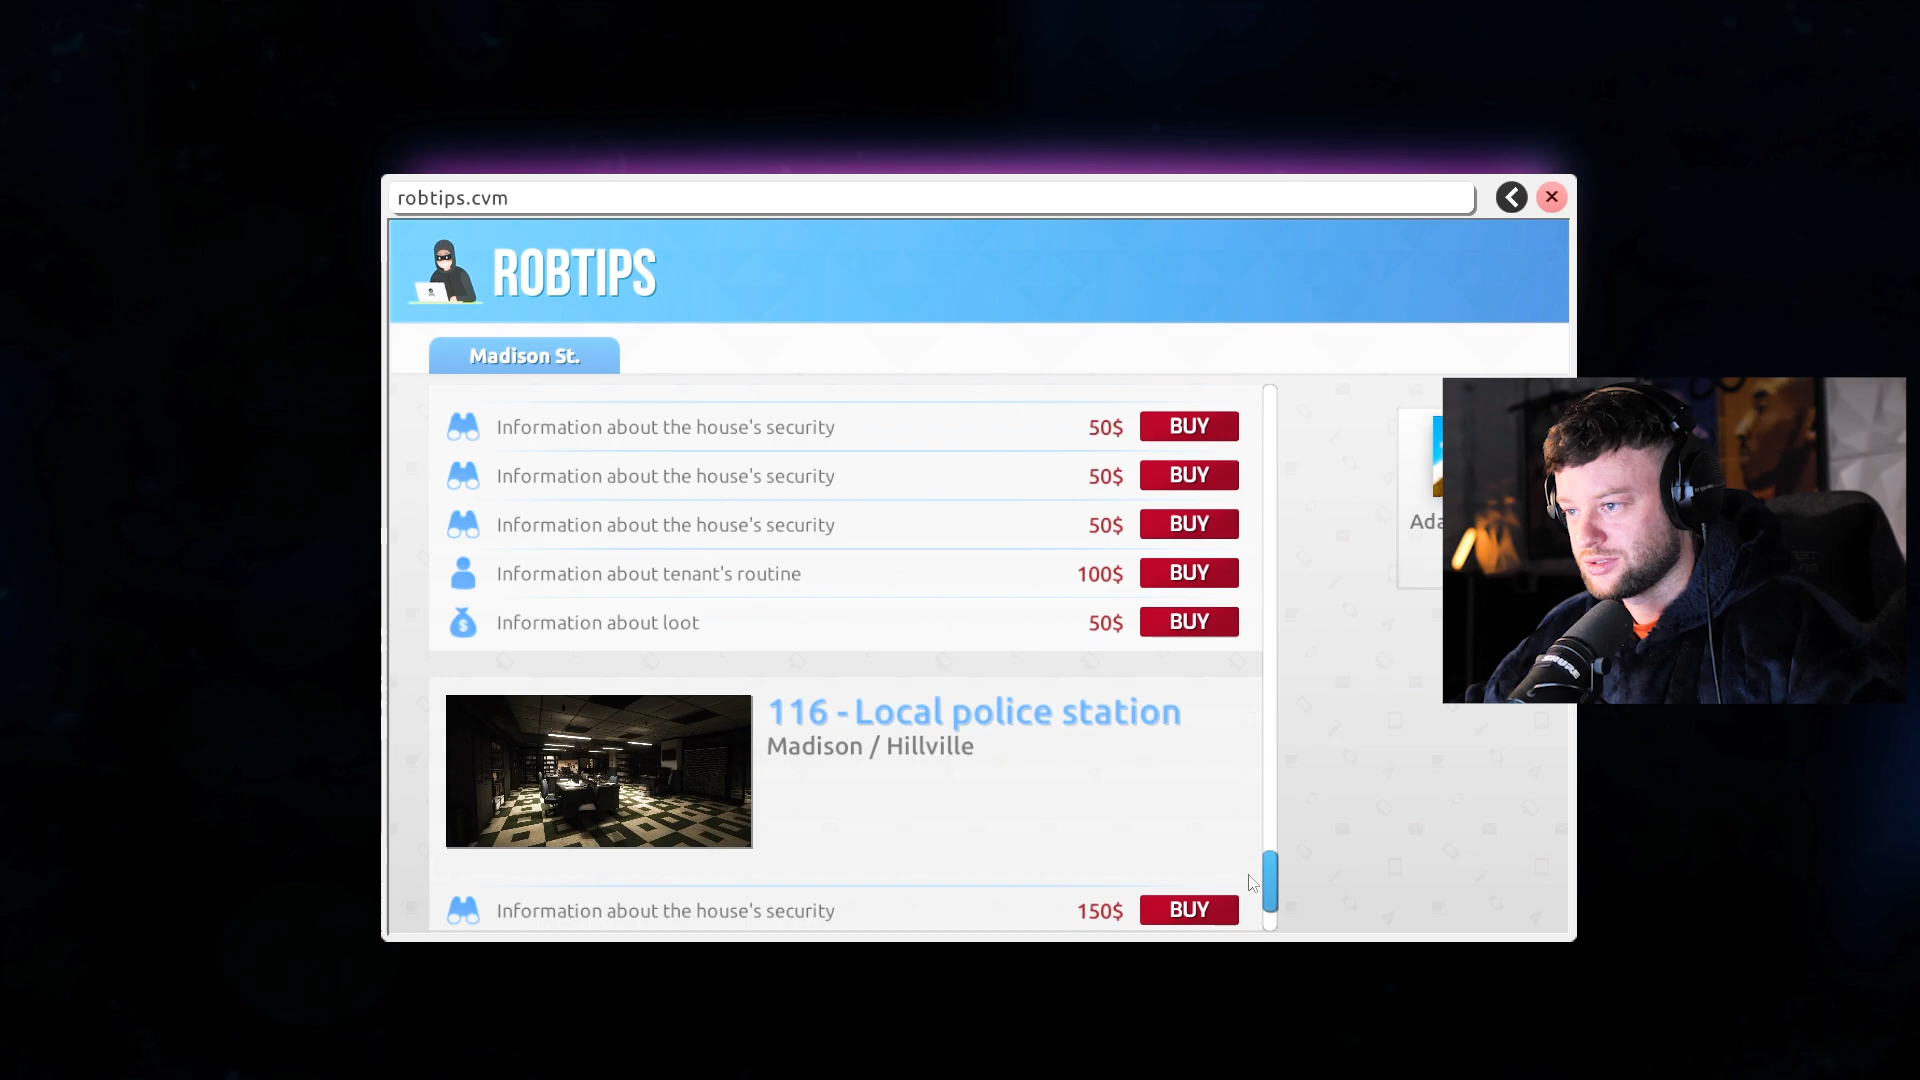 robtips.cvm
ROBTIPS
Madison St.
Information about the house's security 50$ BUY
Information about the house's security 50$ BUY
Information about the house's security 50$ BUY
Information about tenant's routine 100$ BUY
Information about loot 50$ BUY
116 - Local police station
Madison / Hillville
Information about the house's security 150$ BUY
Ada
SHURE